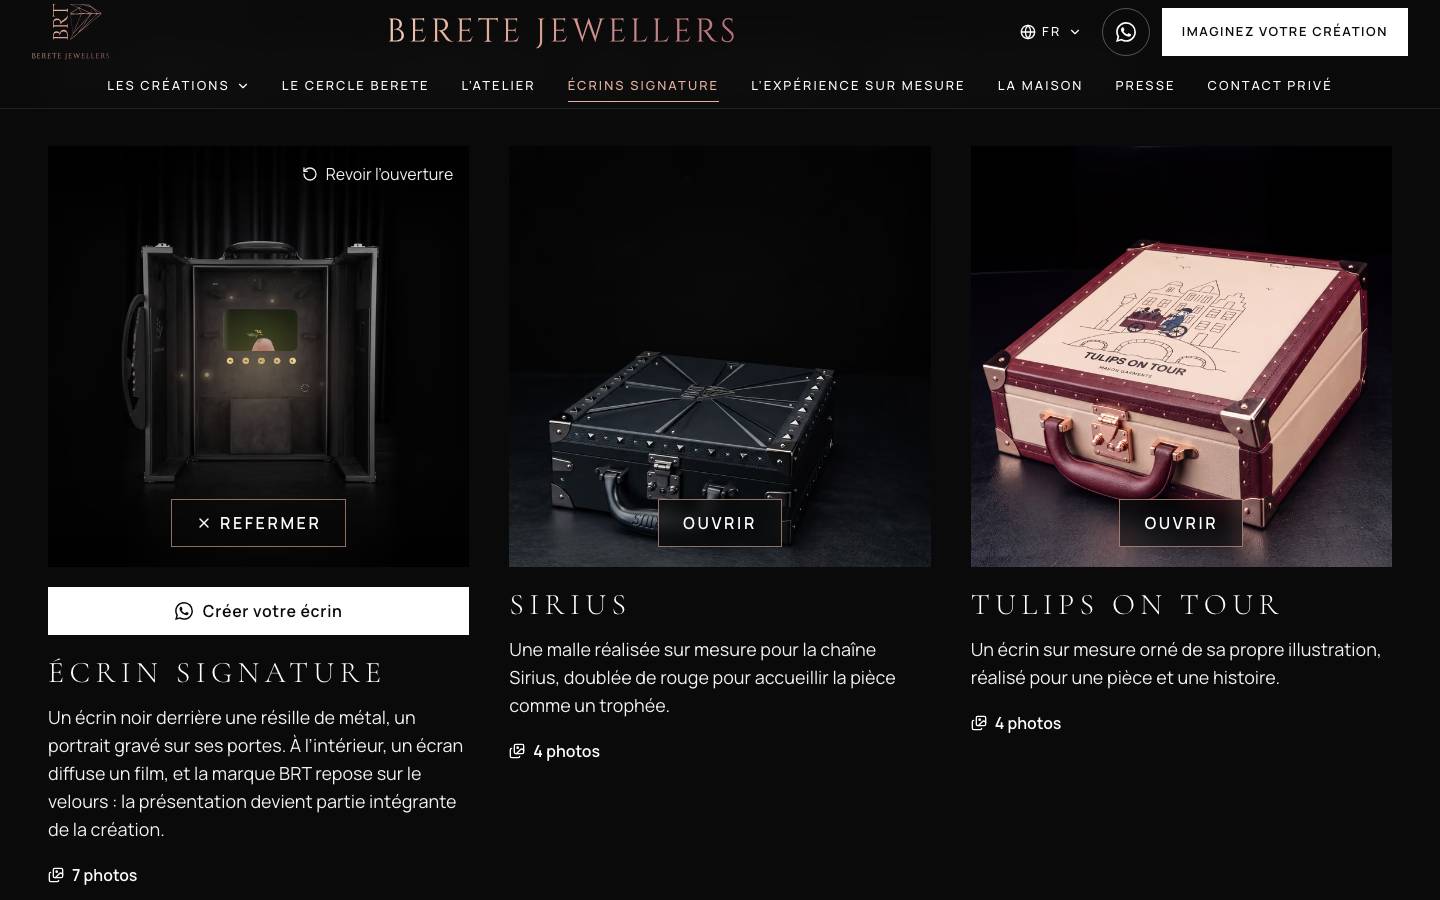 BRT
BERETE JEWELLERS
BERETE JEWELLERS
FR
IMAGINEZ VOTRE CRÉATION
LES CRÉATIONS
LE CERCLE BERETE
L'ATELIER
ÉCRINS SIGNATURE
L'EXPÉRIENCE SUR MESURE
LA MAISON
PRESSE
CONTACT PRIVÉ
Revoir l'ouverture
REFERMER
OUVRIR
TULIPS ON TOUR
OUVRIR
Créer votre écrin
ÉCRIN SIGNATURE
Un écrin noir derrière une résille de métal, un
portrait gravé sur ses portes. À l'intérieur, un écran
diffuse un film, et la marque BRT repose sur le
velours : la présentation devient partie intégrante
de la création.
7 photos
SIRIUS
Une malle réalisée sur mesure pour la chaîne
Sirius, doublée de rouge pour accueillir la pièce
comme un trophée.
4 photos
TULIPS ON TOUR
Un écrin sur mesure orné de sa propre illustration,
réalisé pour une pièce et une histoire.
4 photos